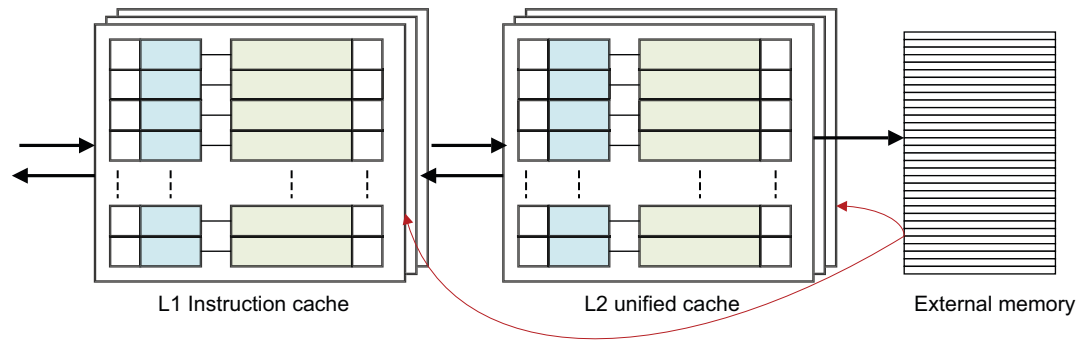 L1 Instruction cache
L2 unified cache
External memory